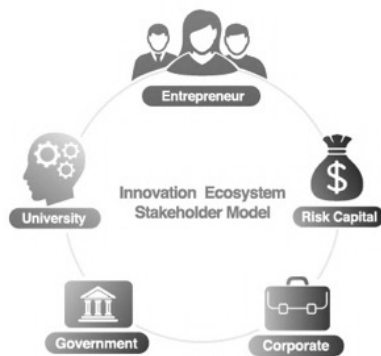 Entrepreneur
University
Innovation Ecosystem
Stakeholder Model
Risk Capital
$
Government
Corporate